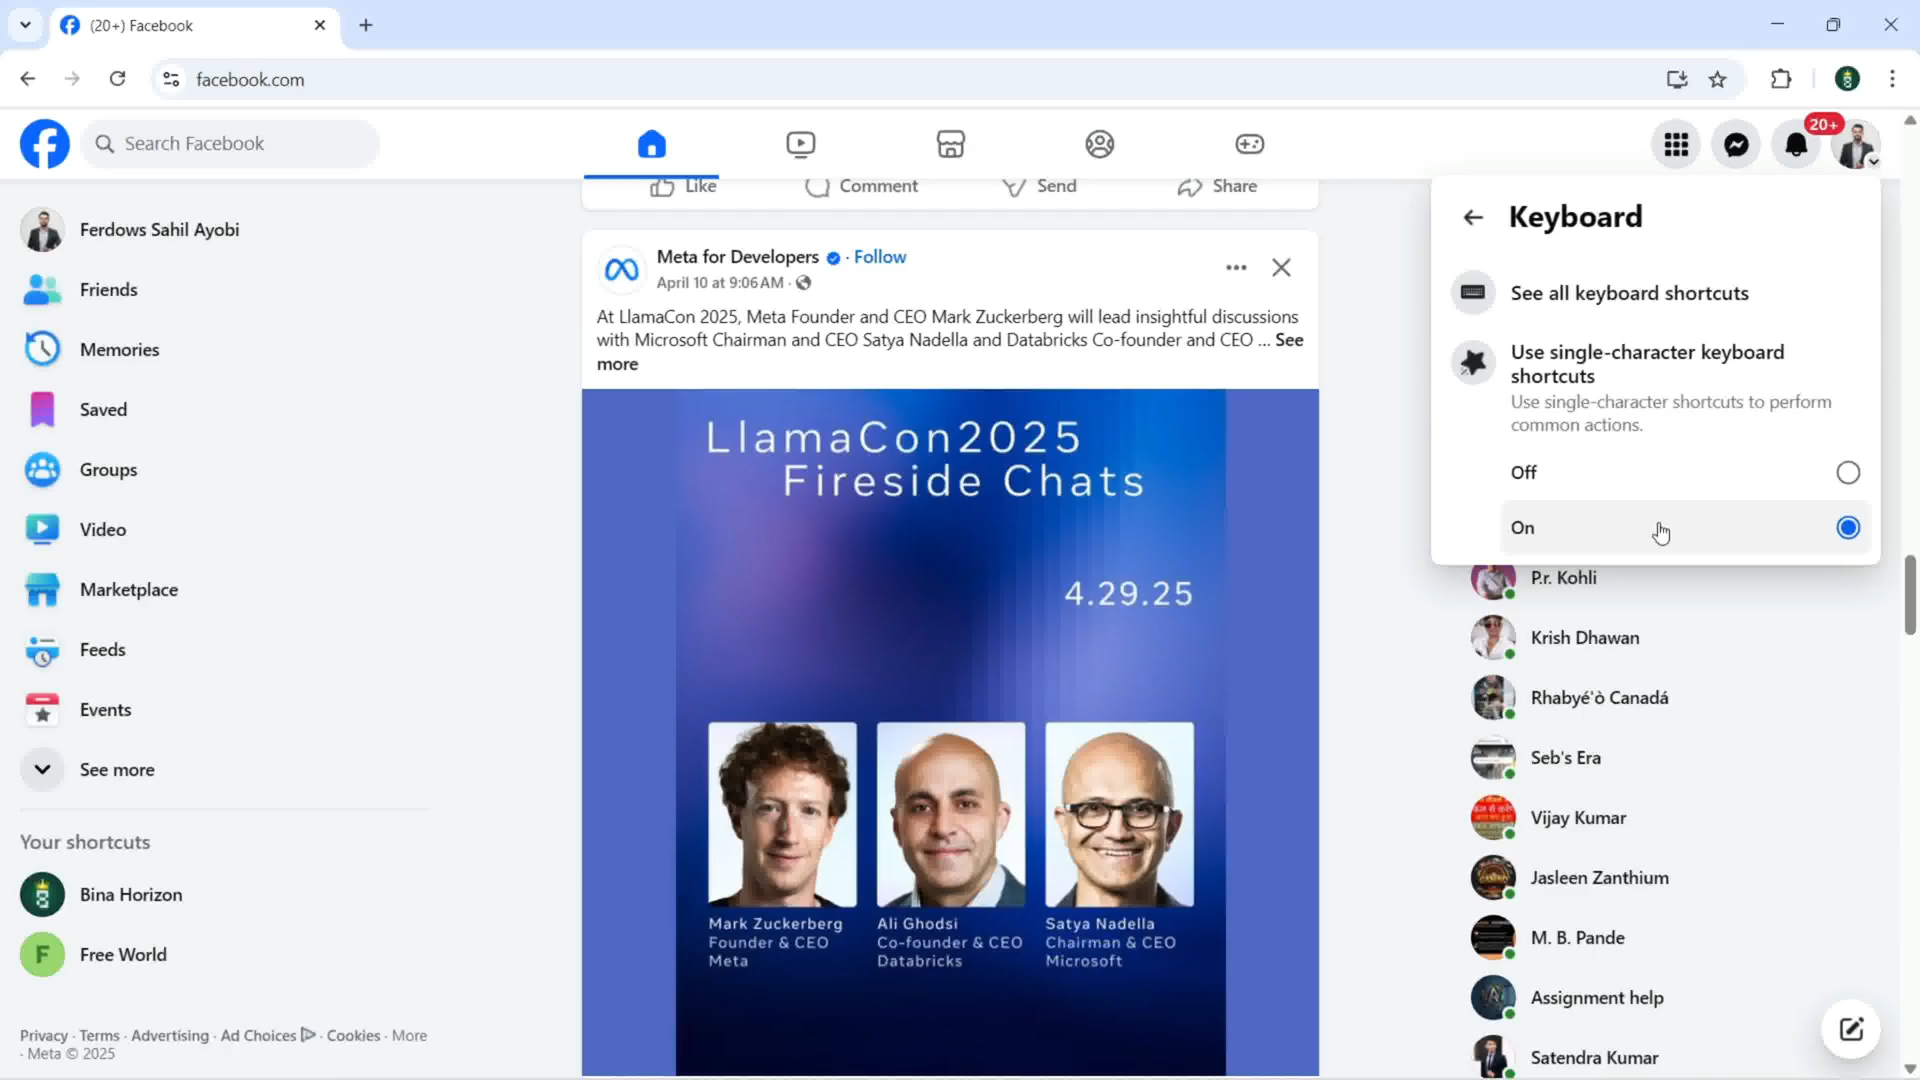 (20+) Facebook
facebook.com
Search Facebook
20+
Ferdows Sahil Ayobi
Friends
Memories
Saved
Groups
Video
Marketplace
Feeds
Events
See more
Your shortcuts
Bina Horizon
F
Free World
Privacy · Terms · Advertising · Ad Choices · Cookies · More
· Meta © 2025
Like
Comment
Send
Share
Meta for Developers · Follow
April 10 at 9:06 AM ·
At LlamaCon 2025, Meta Founder and CEO Mark Zuckerberg will lead insightful discussions
with Microsoft Chairman and CEO Satya Nadella and Databricks Co-founder and CEO ... See
more
LlamaCon2025
Fireside Chats
4.29.25
Mark Zuckerberg
Founder & CEO
Meta
Ali Ghodsi
Co-founder & CEO
Databricks
Satya Nadella
Chairman & CEO
Microsoft
Keyboard
See all keyboard shortcuts
Use single-character keyboard
shortcuts
Use single-character shortcuts to perform
common actions.
Off
On
P.r. Kohli
Krish Dhawan
Rhabyé'ò Canadá
Seb's Era
Vijay Kumar
Jasleen Zanthium
M. B. Pande
Assignment help
Satendra Kumar